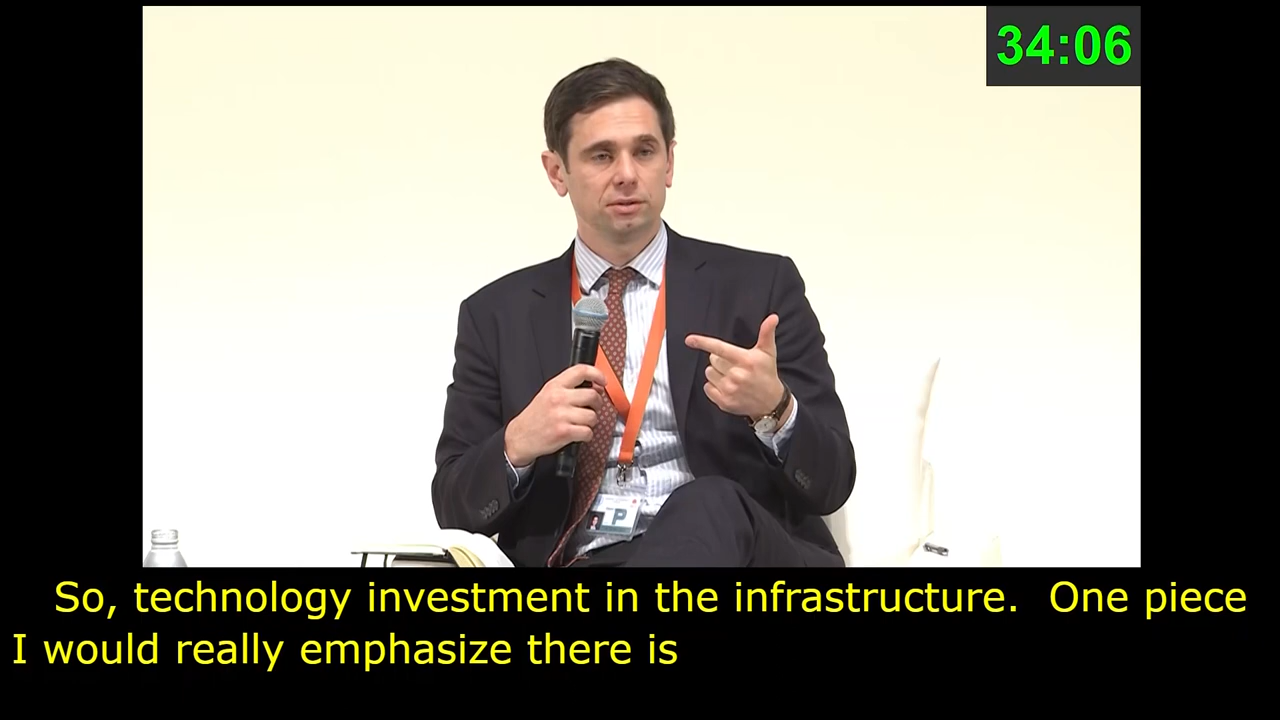 34:06
P
So, technology investment in the infrastructure.  One piece
I would really emphasize there is